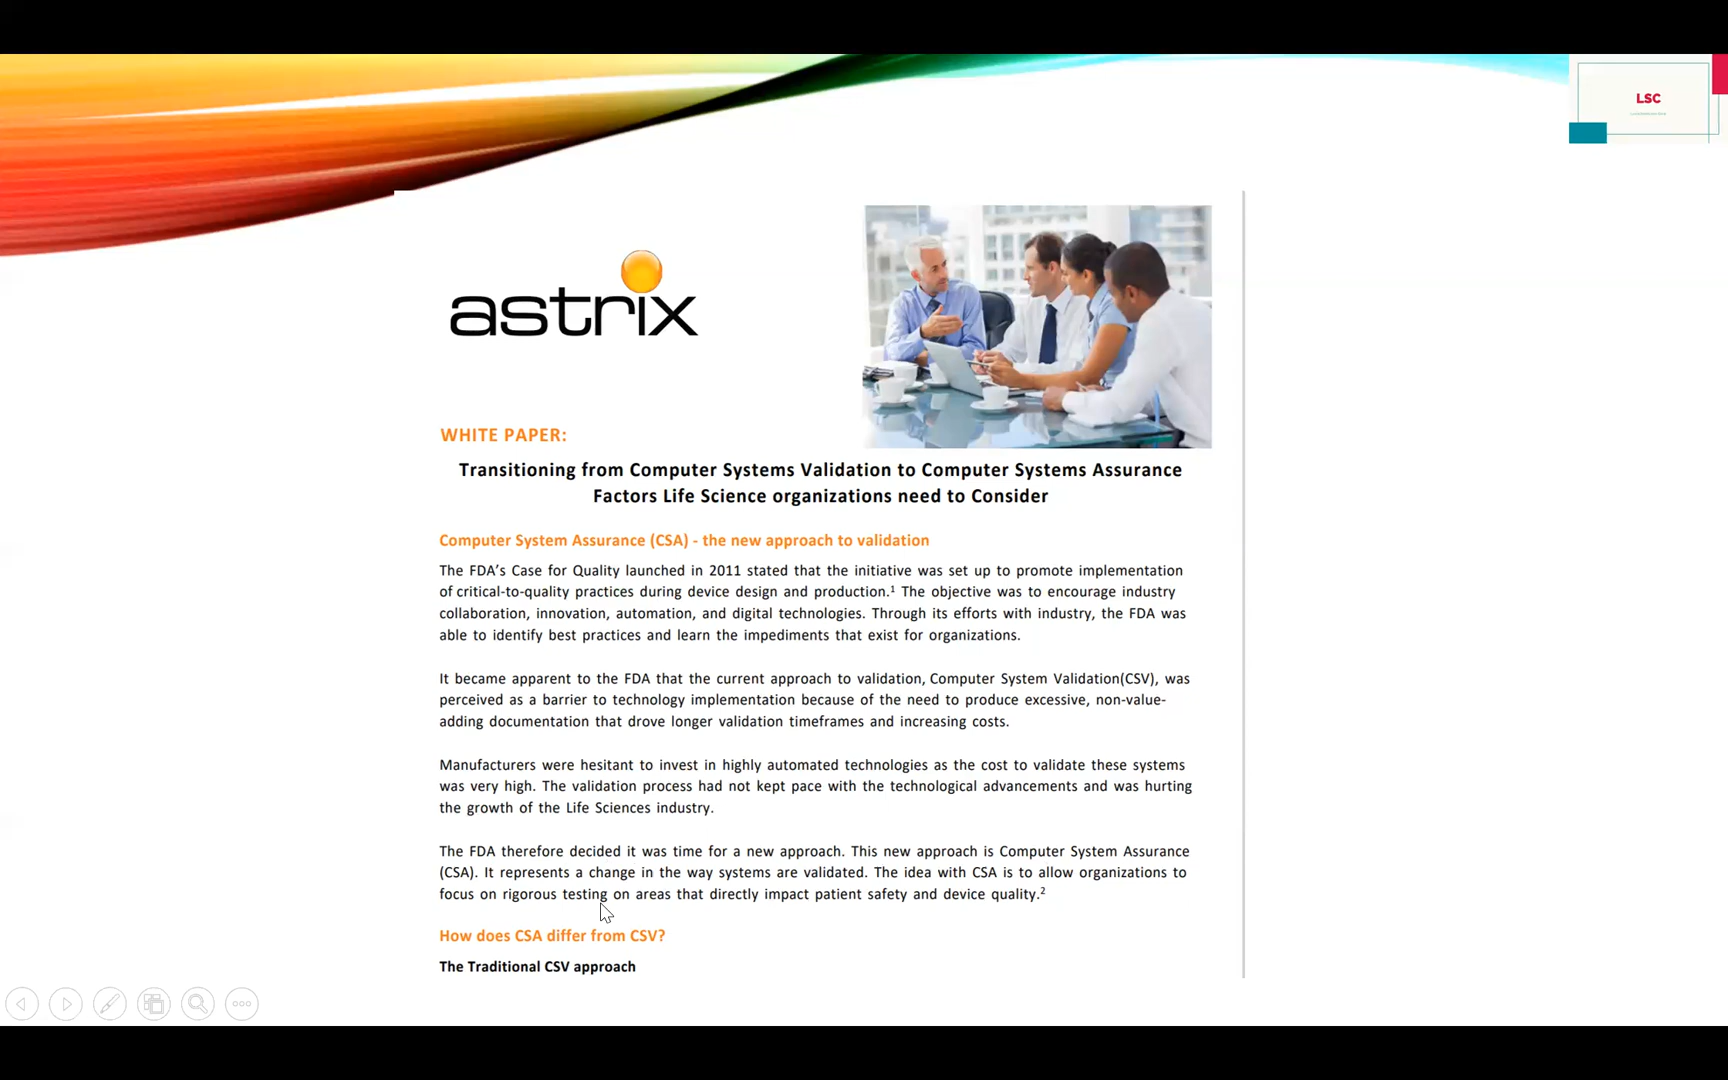 LSC
astrix
WHITE PAPER:
Transitioning from Computer Systems Validation to Computer Systems Assurance
Factors Life Science organizations need to Consider
Computer System Assurance (CSA) - the new approach to validation
The FDA's Case for Quality launched in 2011 stated that the initiative was set up to promote implementation
of critical-to-quality practices during device design and production.¹ The objective was to encourage industry
collaboration, innovation, automation, and digital technologies. Through its efforts with industry, the FDA was
able to identify best practices and learn the impediments that exist for organizations.
It became apparent to the FDA that the current approach to validation, Computer System Validation(CSV), was
perceived as a barrier to technology implementation because of the need to produce excessive, non-value-
adding documentation that drove longer validation timeframes and increasing costs.
Manufacturers were hesitant to invest in highly automated technologies as the cost to validate these systems
was very high. The validation process had not kept pace with the technological advancements and was hurting
the growth of the Life Sciences industry.
The FDA therefore decided it was time for a new approach. This new approach is Computer System Assurance
(CSA). It represents a change in the way systems are validated. The idea with CSA is to allow organizations to
focus on rigorous testing on areas that directly impact patient safety and device quality.²
How does CSA differ from CSV?
The Traditional CSV approach